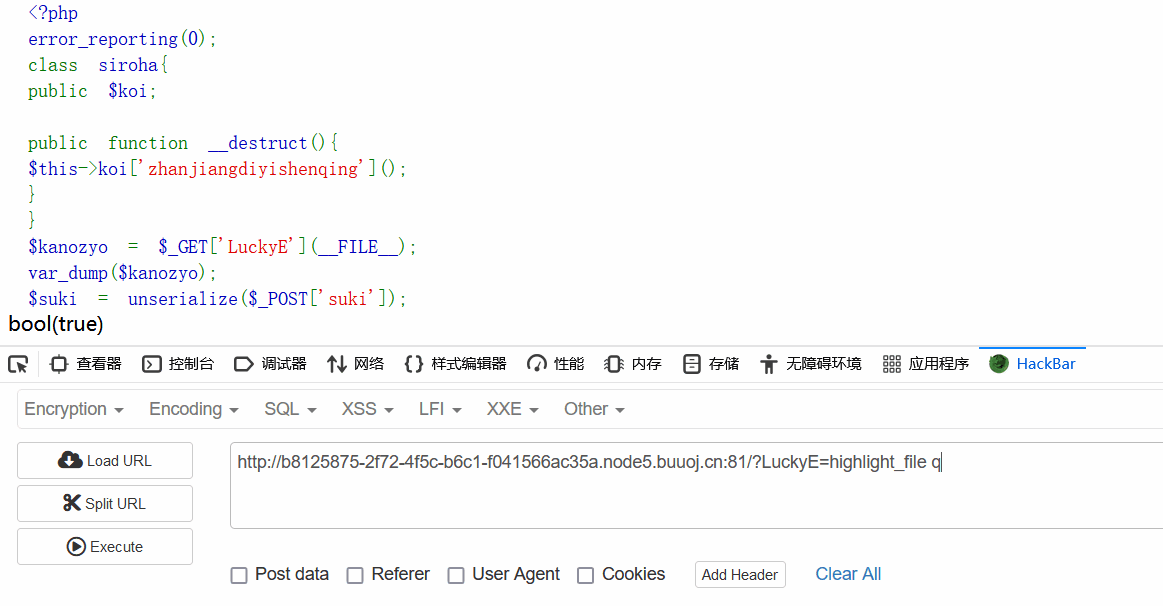 <?php
error_reporting(0);
class siroha{
public $koi;
public function __destruct(){
$this->koi['zhanjiangdiyishenqing']();
}
}
$kanozyo = $_GET['LuckyE'](__FILE__);
var_dump($kanozyo);
$suki = unserialize($_POST['suki']);
bool(true)
查看器 控制台 调试器 网络 样式编辑器 性能 内存 存储 无障碍环境 应用程序 HackBar
Encryption Encoding SQL XSS LFI XXE Other
Load URL
http://b8125875-2f72-4f5c-b6c1-f041566ac35a.node5.buuoj.cn:81/?LuckyE=highlight_file q
Split URL
Execute
Post data Referer User Agent Cookies Add Header Clear All